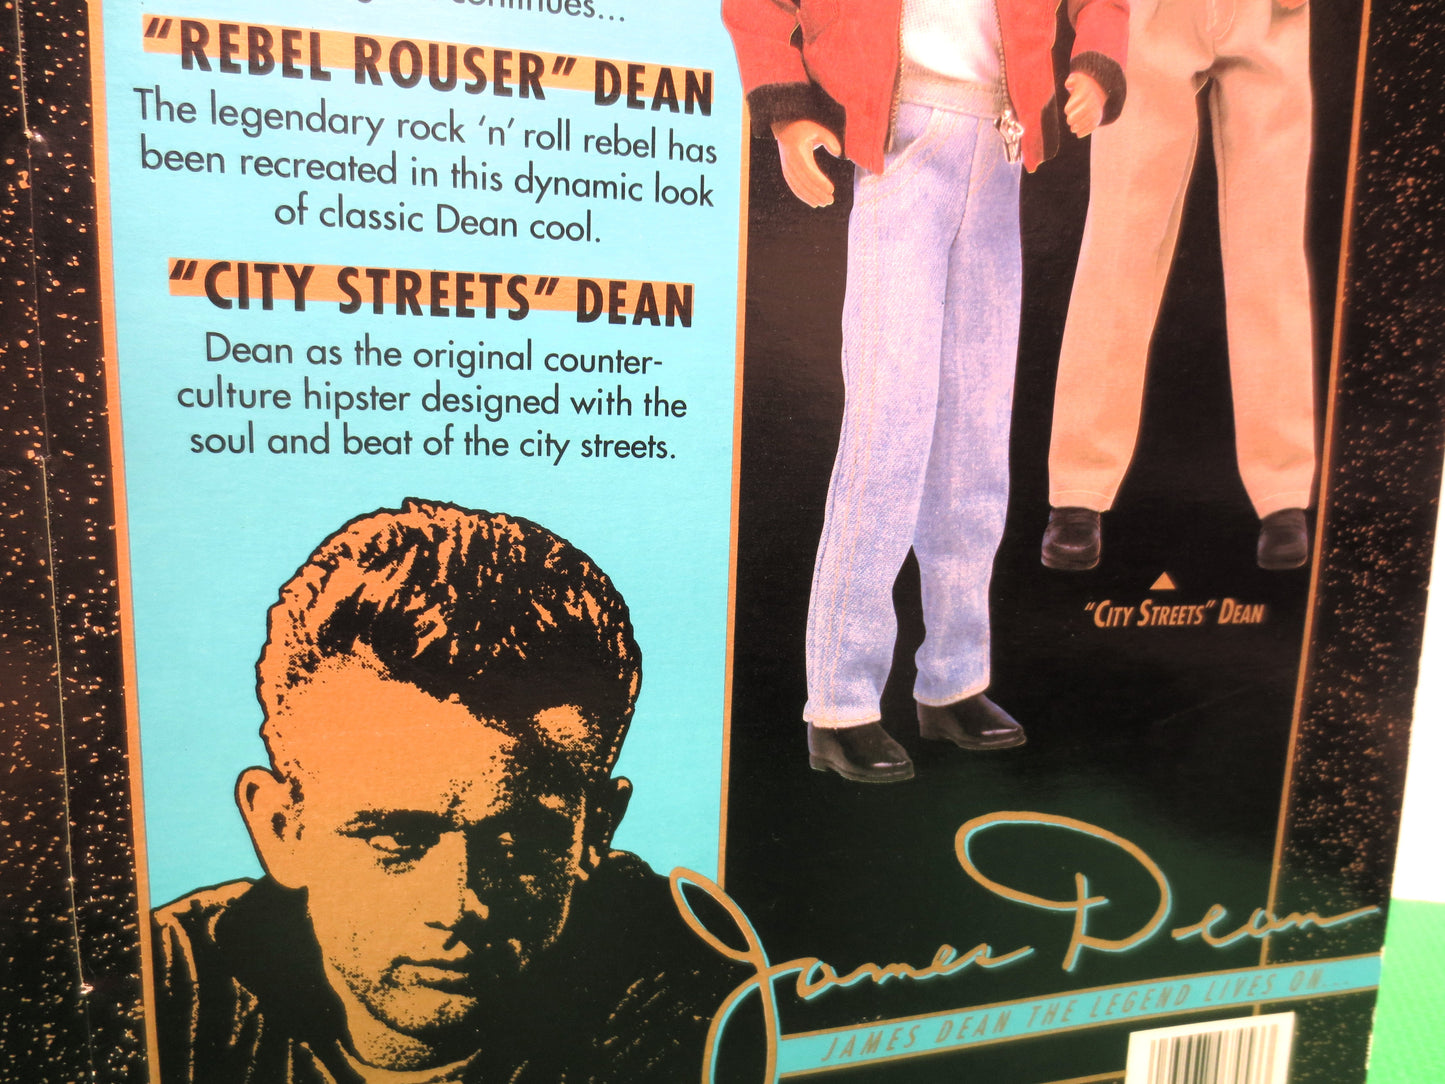 continues...
"REBEL ROUSER" DEAN
The legendary rock 'n' roll rebel has
been recreated in this dynamic look
of classic Dean cool.
"CITY STREETS" DEAN
Dean as the original counter-
culture hipster designed with the
soul and beat of the city streets.
"CITY STREETS" DEAN
James Dean
JAMES DEAN THE LEGEND LIVES ON...